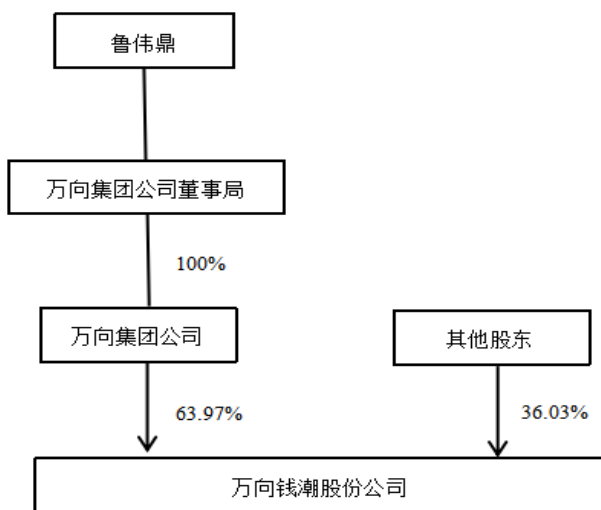 鲁伟鼎
万向集团公司董事局
100%
万向集团公司
其他股东
63.97%
36.03%
万向钱潮股份公司